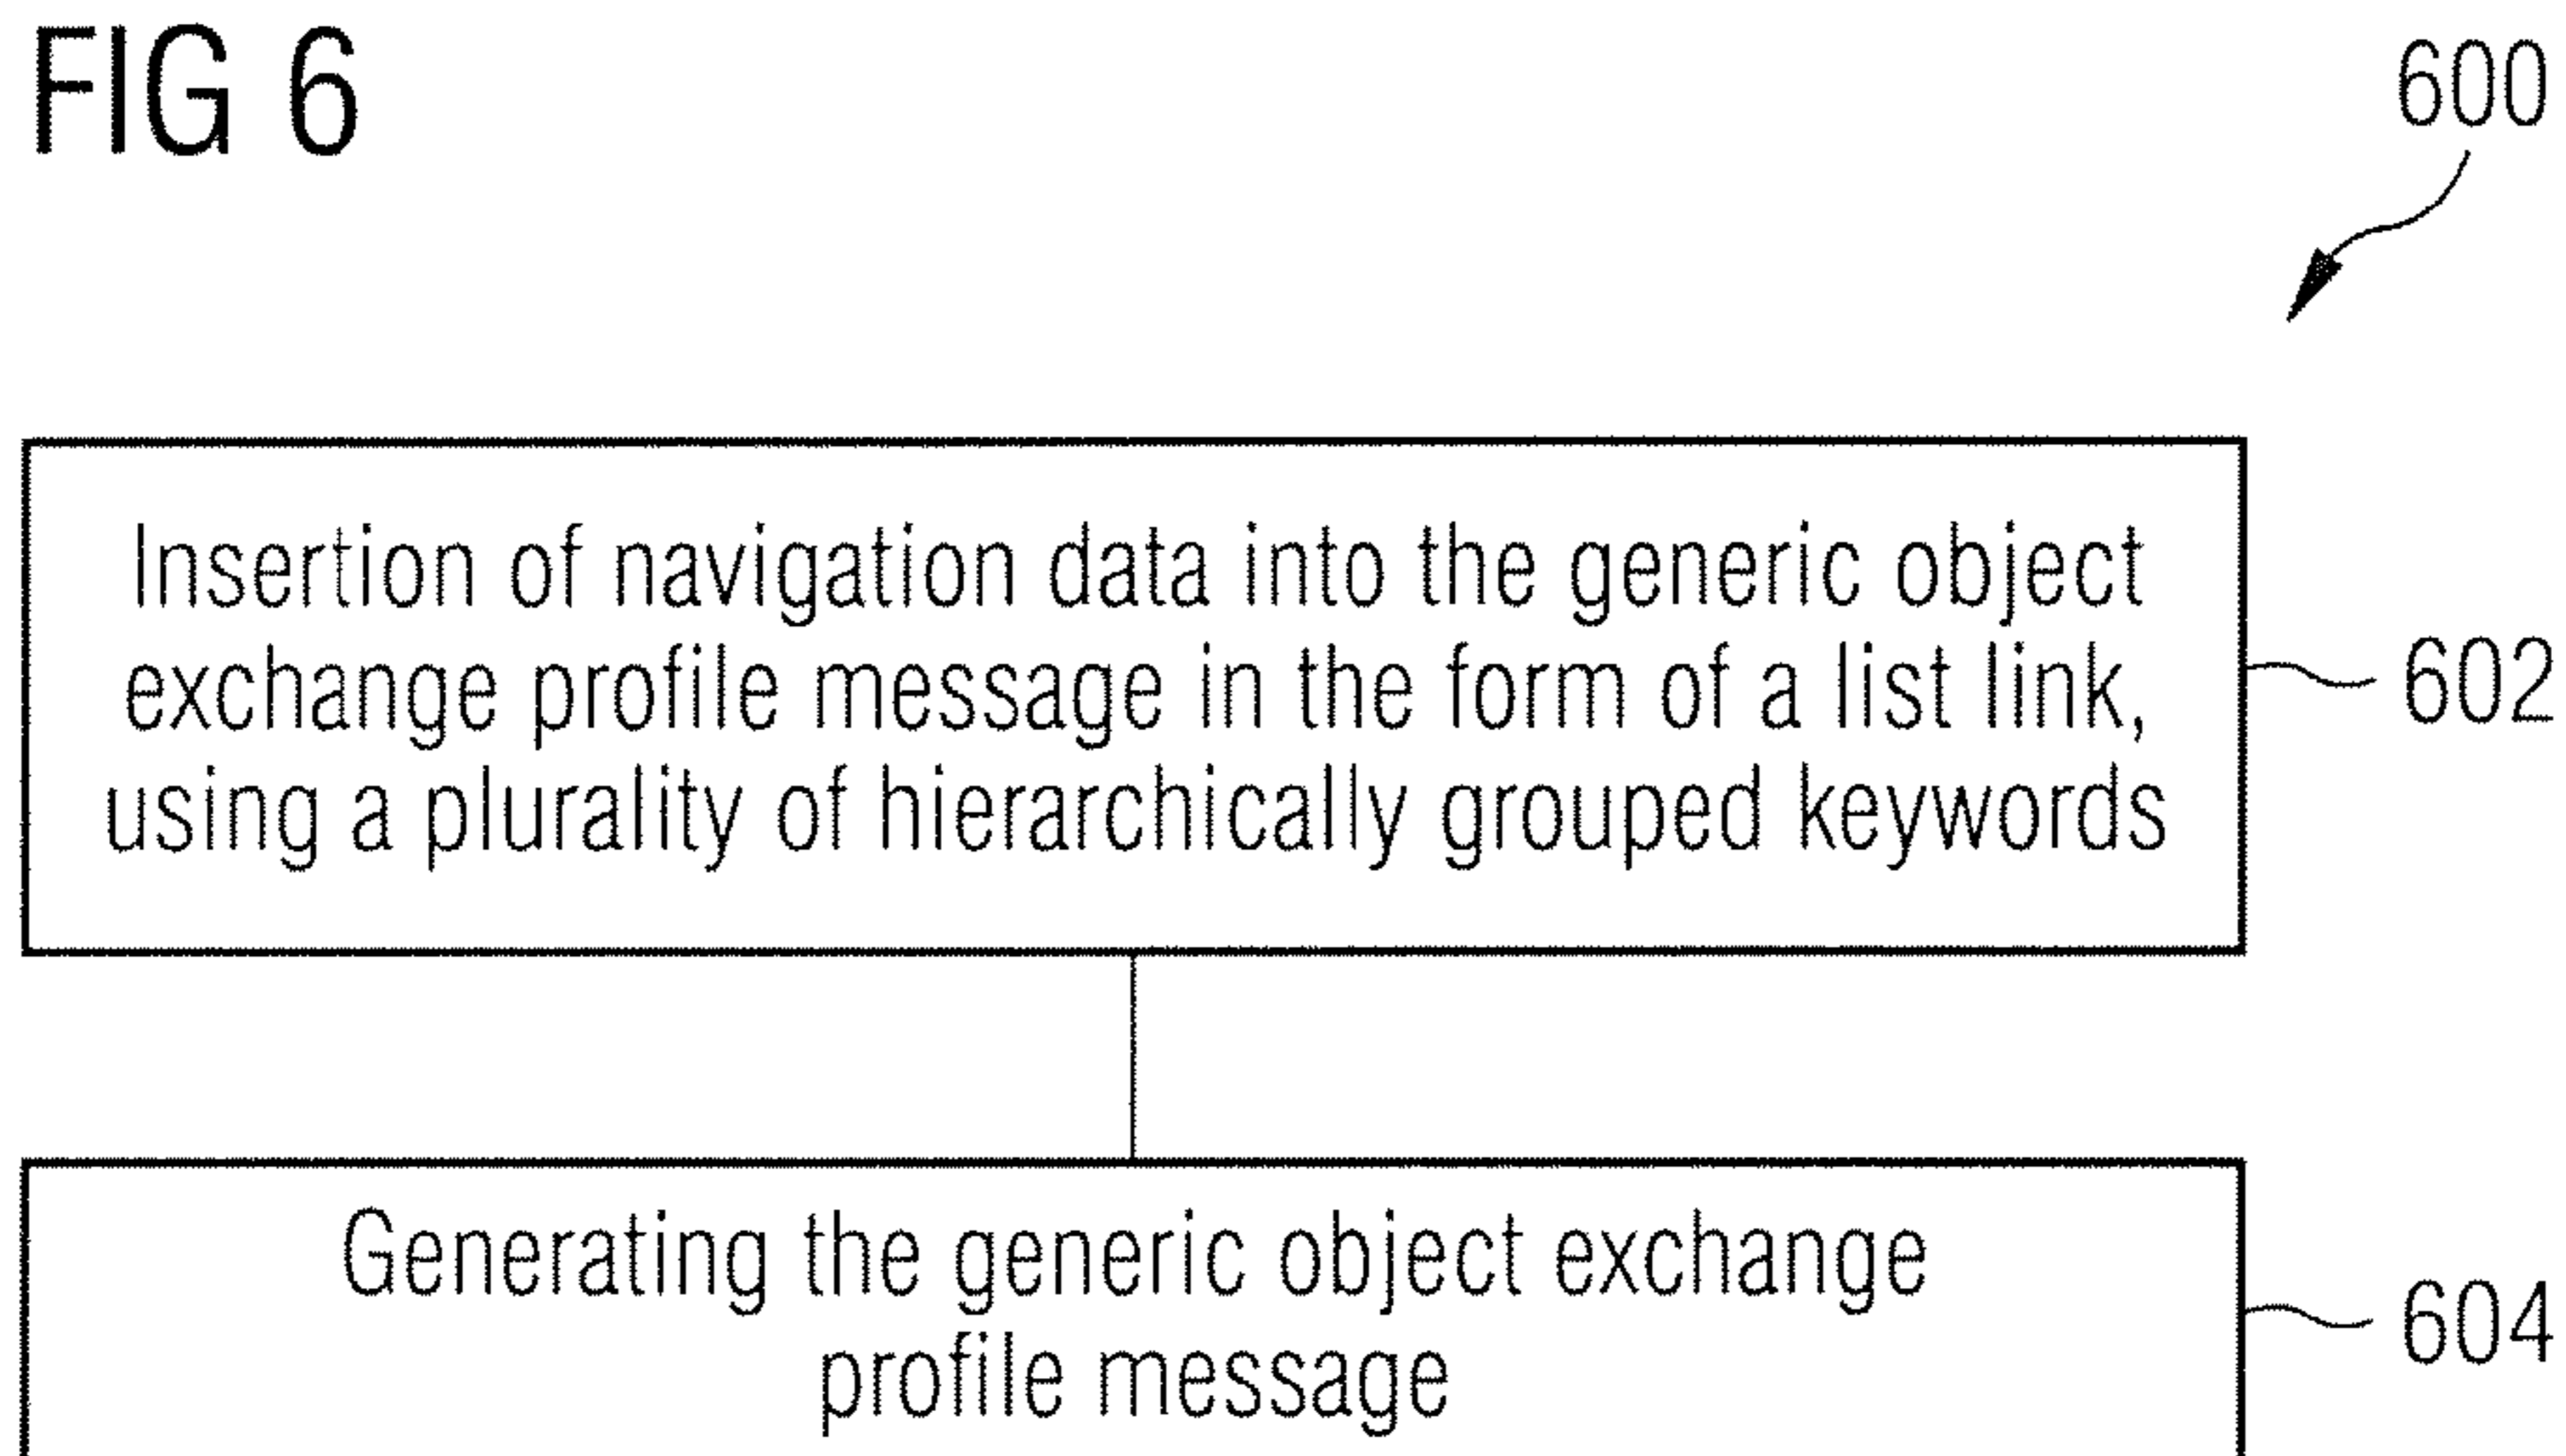 FIG 6
600
Insertion of navigation data into the generic object
exchange profile message in the form of a list link,
using a plurality of hierarchically grouped keywords
602
Generating the generic object exchange
profile message
604